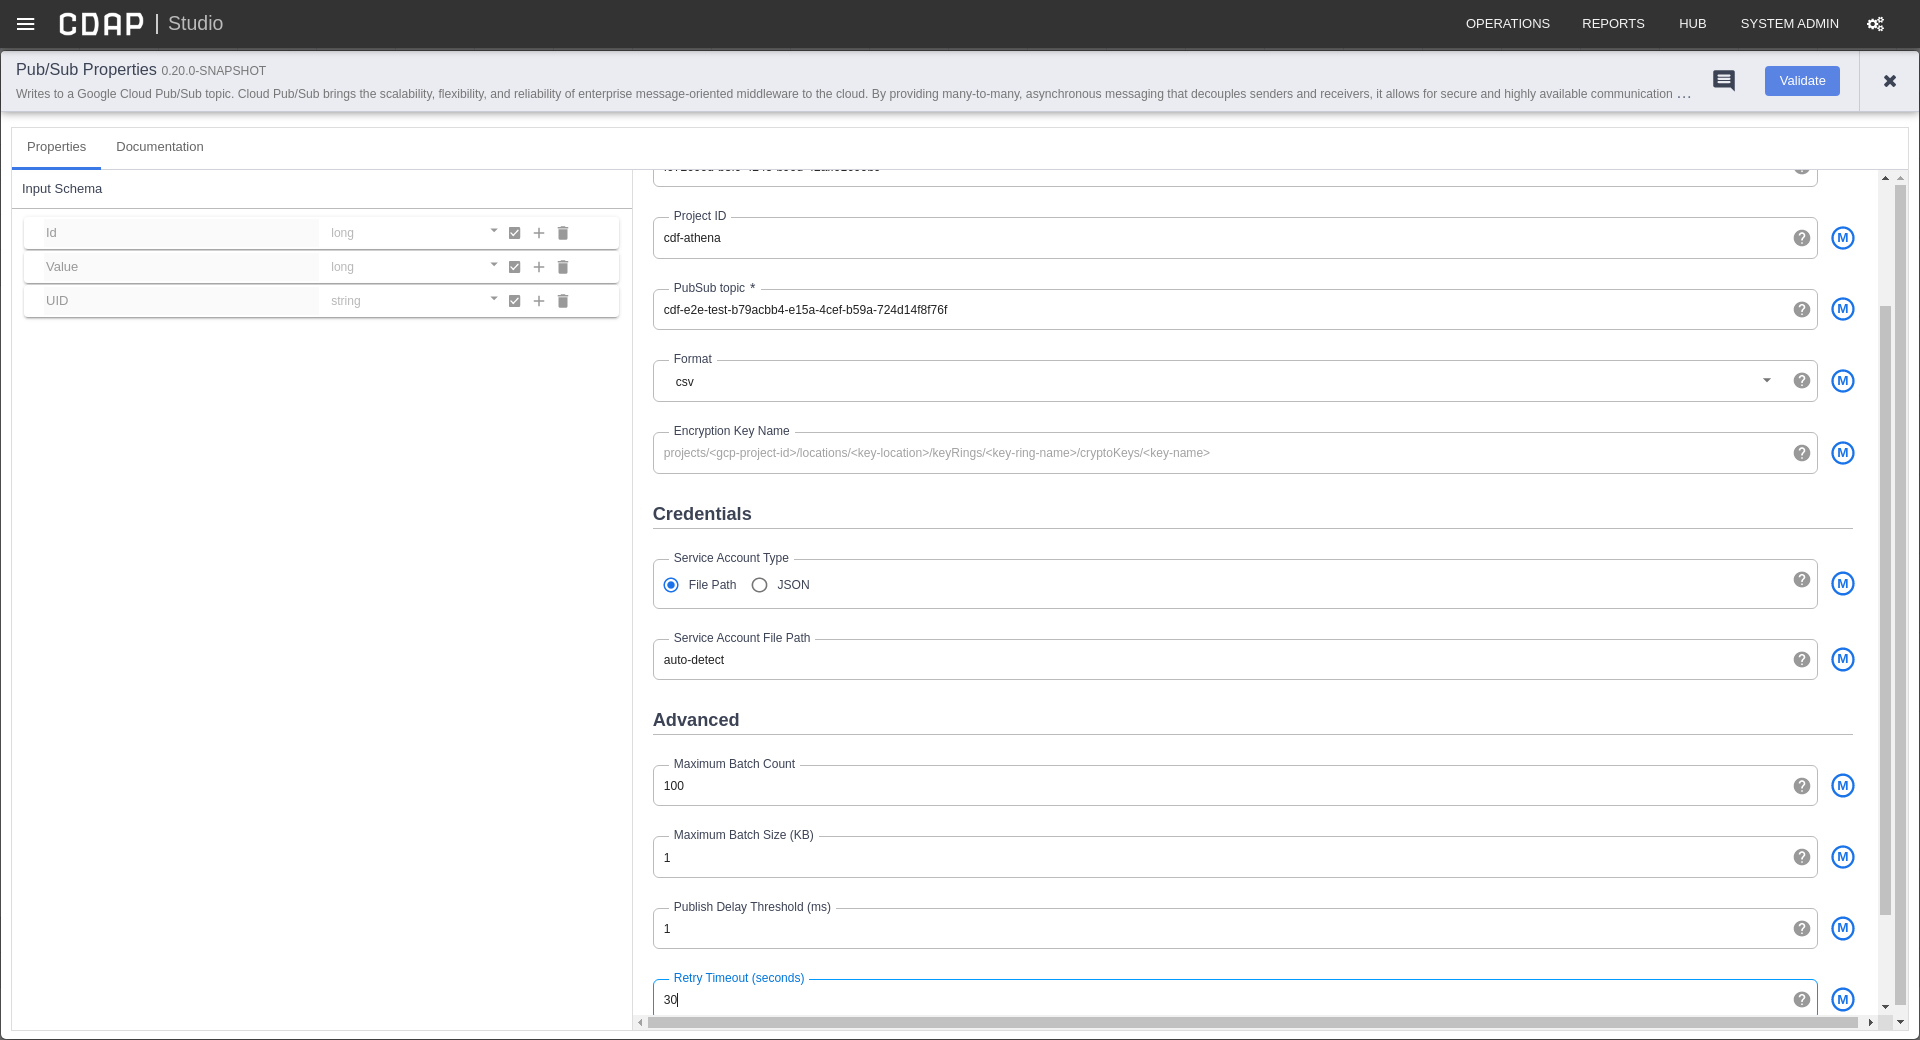 CDAP | Studio
OPERATIONS REPORTS HUB SYSTEM ADMIN
Pub/Sub Properties 0.20.0-SNAPSHOT
Writes to a Google Cloud Pub/Sub topic. Cloud Pub/Sub brings the scalability, flexibility, and reliability of enterprise message-oriented middleware to the cloud. By providing many-to-many, asynchronous messaging that decouples senders and receivers, it allows for secure and highly available communication ...
Validate
Properties Documentation
Input Schema
Id long
Value long
UID string
Project ID
cdf-athena
M
PubSub topic *
cdf-e2e-test-b79acbb4-e15a-4cef-b59a-724d14f8f76f
M
Format
csv
M
Encryption Key Name
projects/<gcp-project-id>/locations/<key-location>/keyRings/<key-ring-name>/cryptoKeys/<key-name>
M
Credentials
Service Account Type
File Path JSON
M
Service Account File Path
auto-detect
M
Advanced
Maximum Batch Count
100
M
Maximum Batch Size (KB)
1
M
Publish Delay Threshold (ms)
1
M
Retry Timeout (seconds)
30
M